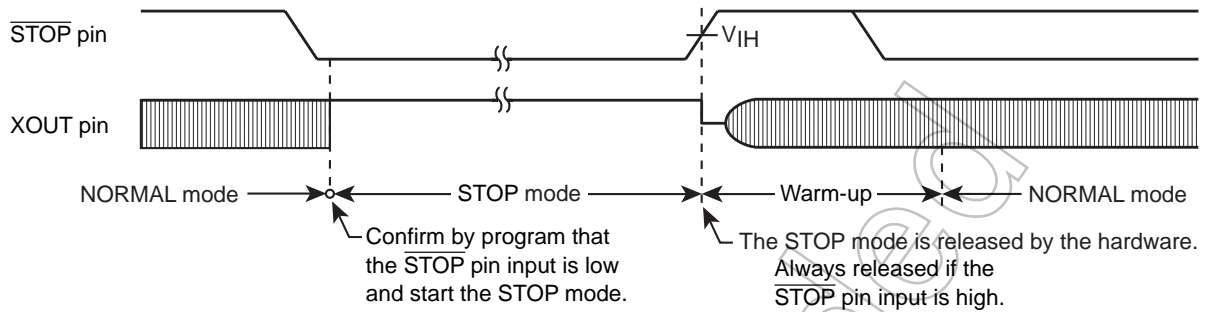 STOP pin
VIH
XOUT pin
NORMAL mode
STOP mode
Warm-up
NORMAL mode
Confirm by program that
the STOP pin input is low
and start the STOP mode.
The STOP mode is released by the hardware.
Always released if the
STOP pin input is high.